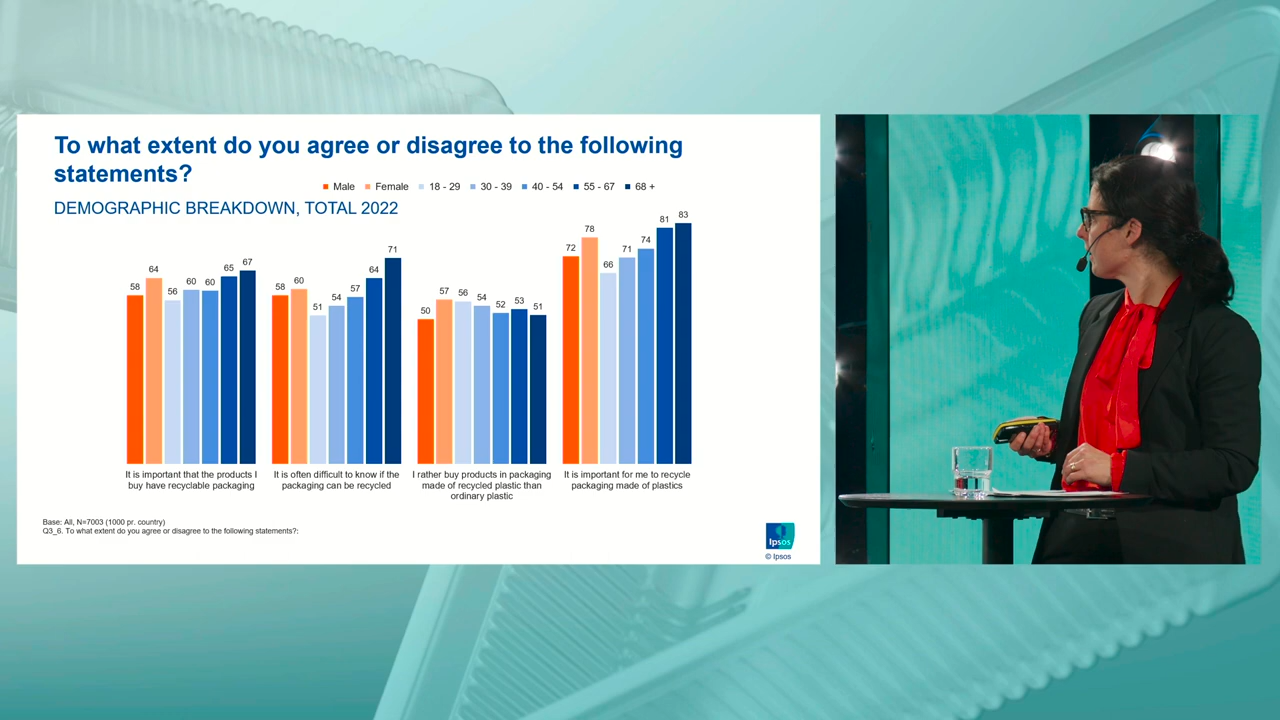 To what extent do you agree or disagree to the following
statements?
Male Female 18 - 29 30 - 39 40 - 54 55 - 67 68 +
DEMOGRAPHIC BREAKDOWN, TOTAL 2022
58 64 56 60 60 65 67
58 60 51 54 57 64 71
50 57 56 54 52 53 51
72 78 66 71 74 81 83
It is important that the products I
buy have recyclable packaging
It is often difficult to know if the
packaging can be recycled
I rather buy products in packaging
made of recycled plastic than
ordinary plastic
It is important for me to recycle
packaging made of plastics
Base: All, N=7003 (1000 pr. country)
Q3_6. To what extent do you agree or disagree to the following statements?:
Ipsos
© Ipsos